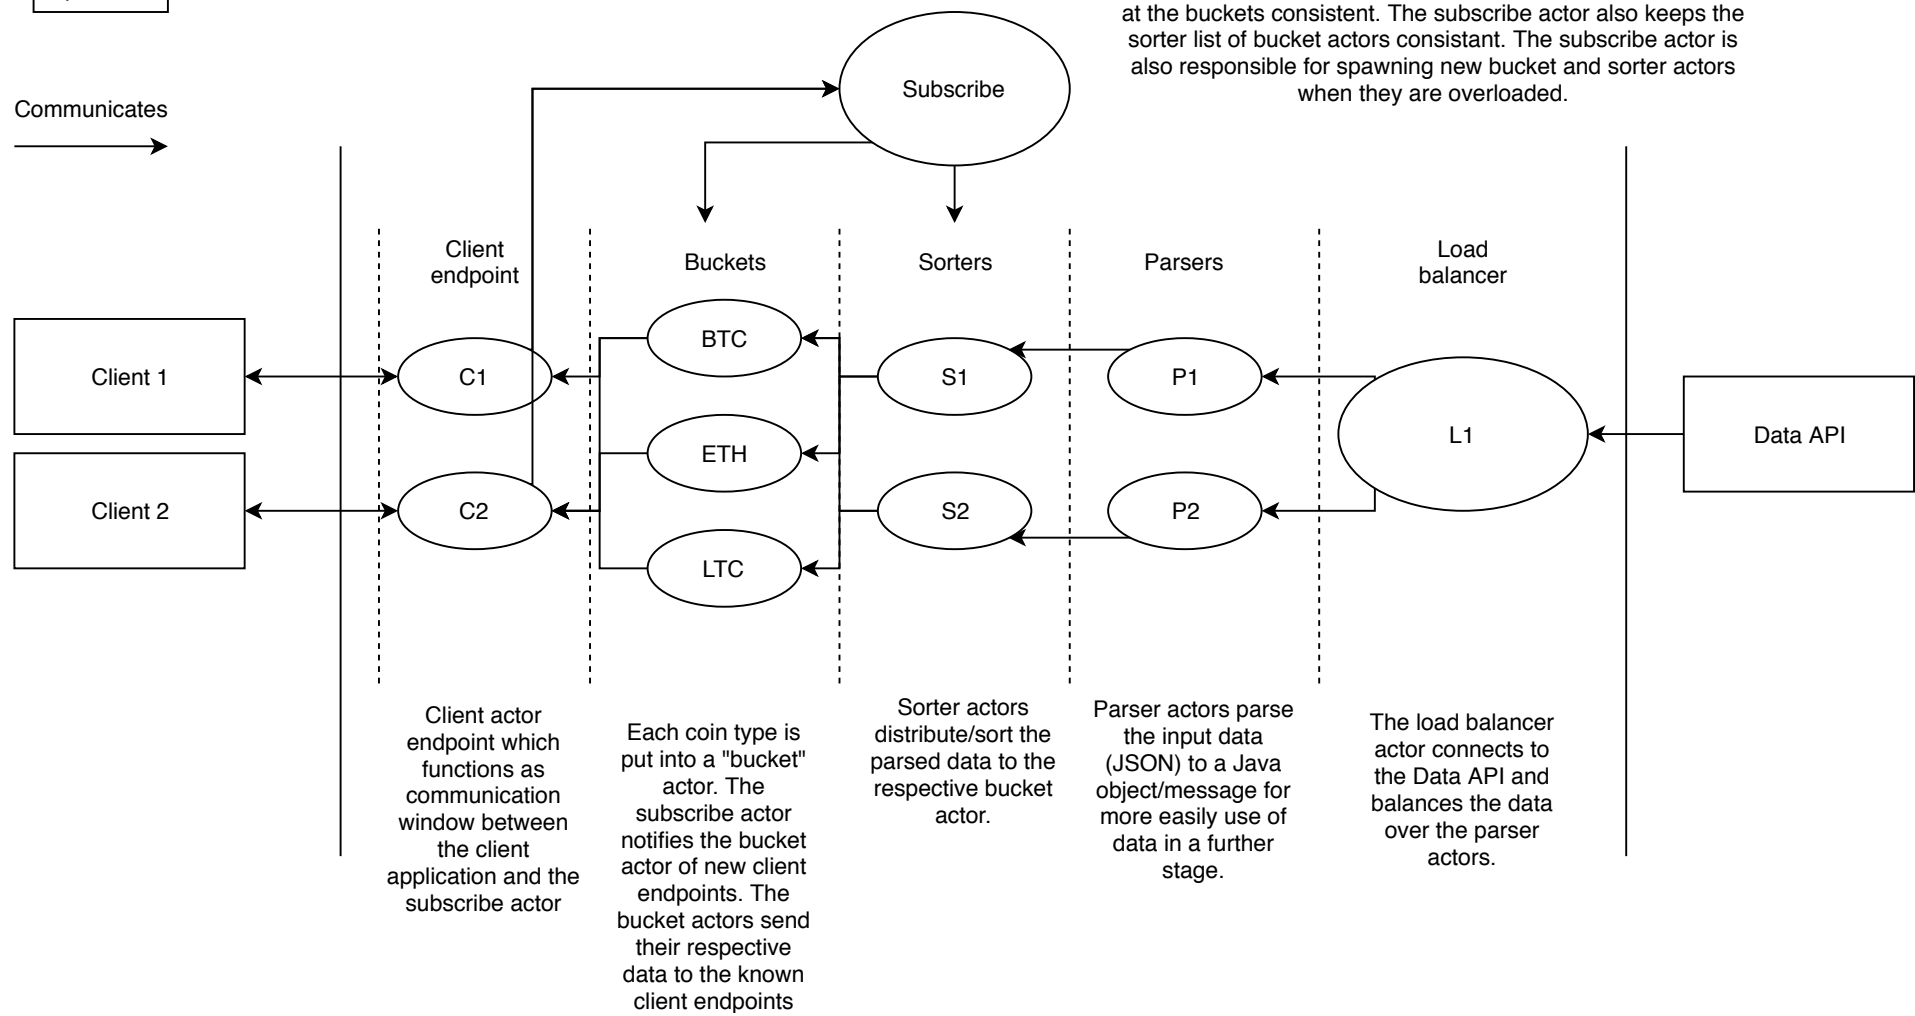 at the buckets consistent. The subscribe actor also keeps the
sorter list of bucket actors consistant. The subscribe actor is
also responsible for spawning new bucket and sorter actors
when they are overloaded.
Subscribe
Communicates
Client
endpoint
Buckets
Sorters
Parsers
Load
balancer
Client 1
C1
BTC
S1
P1
L1
Data API
ETH
Client 2
C2
S2
P2
LTC
Client actor
endpoint which
functions as
communication
window between
the client
application and the
subscribe actor
Each coin type is
put into a "bucket"
actor. The
subscribe actor
notifies the bucket
actor of new client
endpoints. The
bucket actors send
their respective
data to the known
client endpoints
Sorter actors
distribute/sort the
parsed data to the
respective bucket
actor.
Parser actors parse
the input data
(JSON) to a Java
object/message for
more easily use of
data in a further
stage.
The load balancer
actor connects to
the Data API and
balances the data
over the parser
actors.